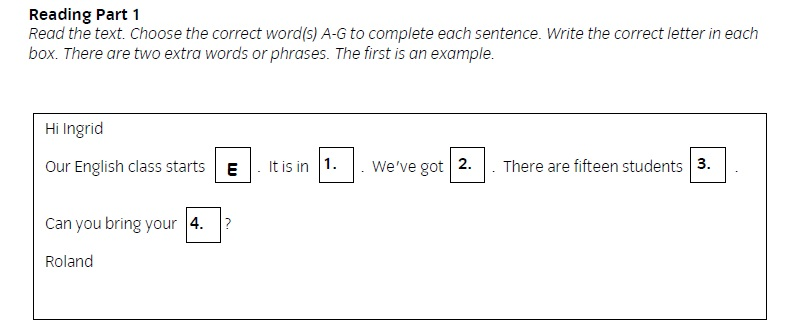 Reading Part 1
Read the text. Choose the correct word(s) A-G to complete each sentence. Write the correct letter in each
box. There are two extra words or phrases. The first is an example.
Hi Ingrid
Our English class starts E . It is in 1. . We've got 2. . There are fifteen students 3. .
Can you bring your 4. ?
Roland